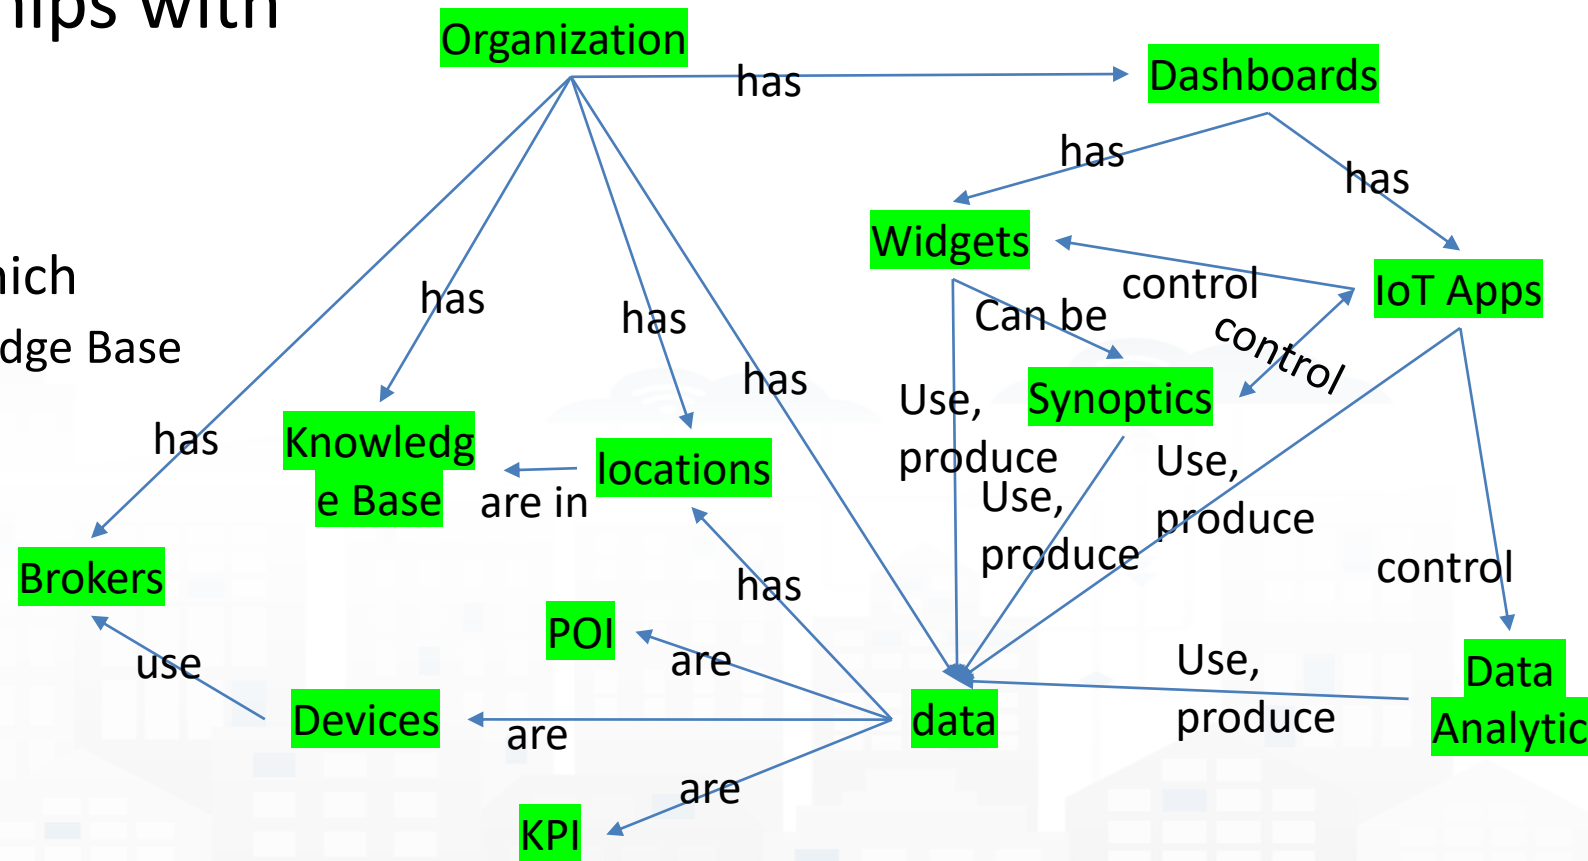 hips with
Organization
has
Dashboards
has
has
Widgets
hich
control
IoT Apps
has
has
Can be
control
dge Base
has
Use,
produce
Synoptics
has
Knowledg
e Base
locations
are in
Use,
produce
Use,
produce
Brokers
has
control
POI
are
use
Use,
produce
Data
Analytic
Devices
are
data
are
KPI